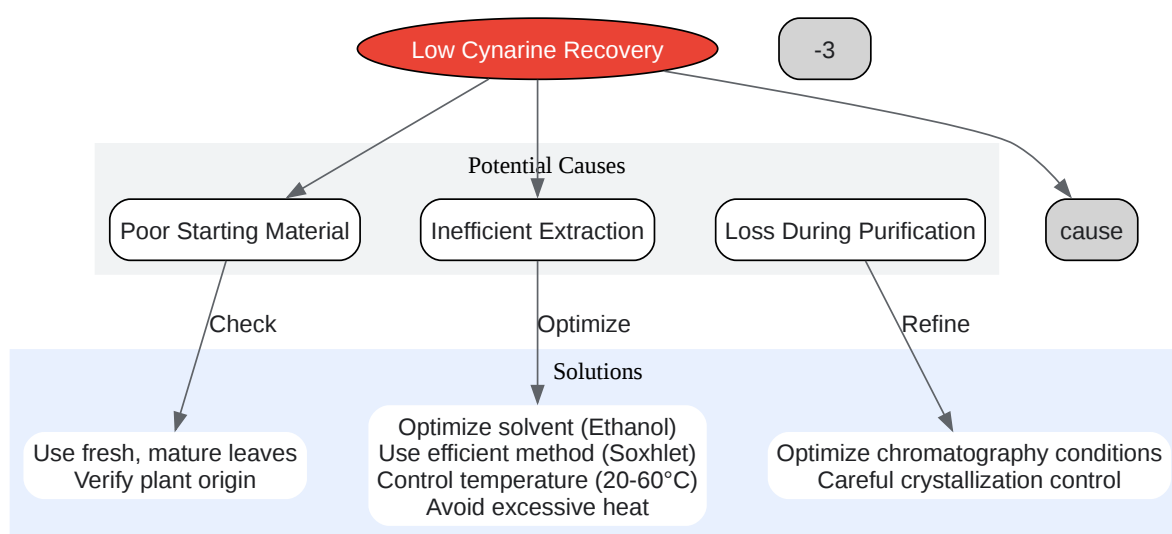 Low Cynarine Recovery
-3
Potential Causes
Poor Starting Material
Inefficient Extraction
Loss During Purification
cause
Check
Optimize
Refine
Solutions
Use fresh, mature leaves
Verify plant origin
Optimize solvent (Ethanol)
Use efficient method (Soxhlet)
Control temperature (20-60°C)
Avoid excessive heat
Optimize chromatography conditions
Careful crystallization control